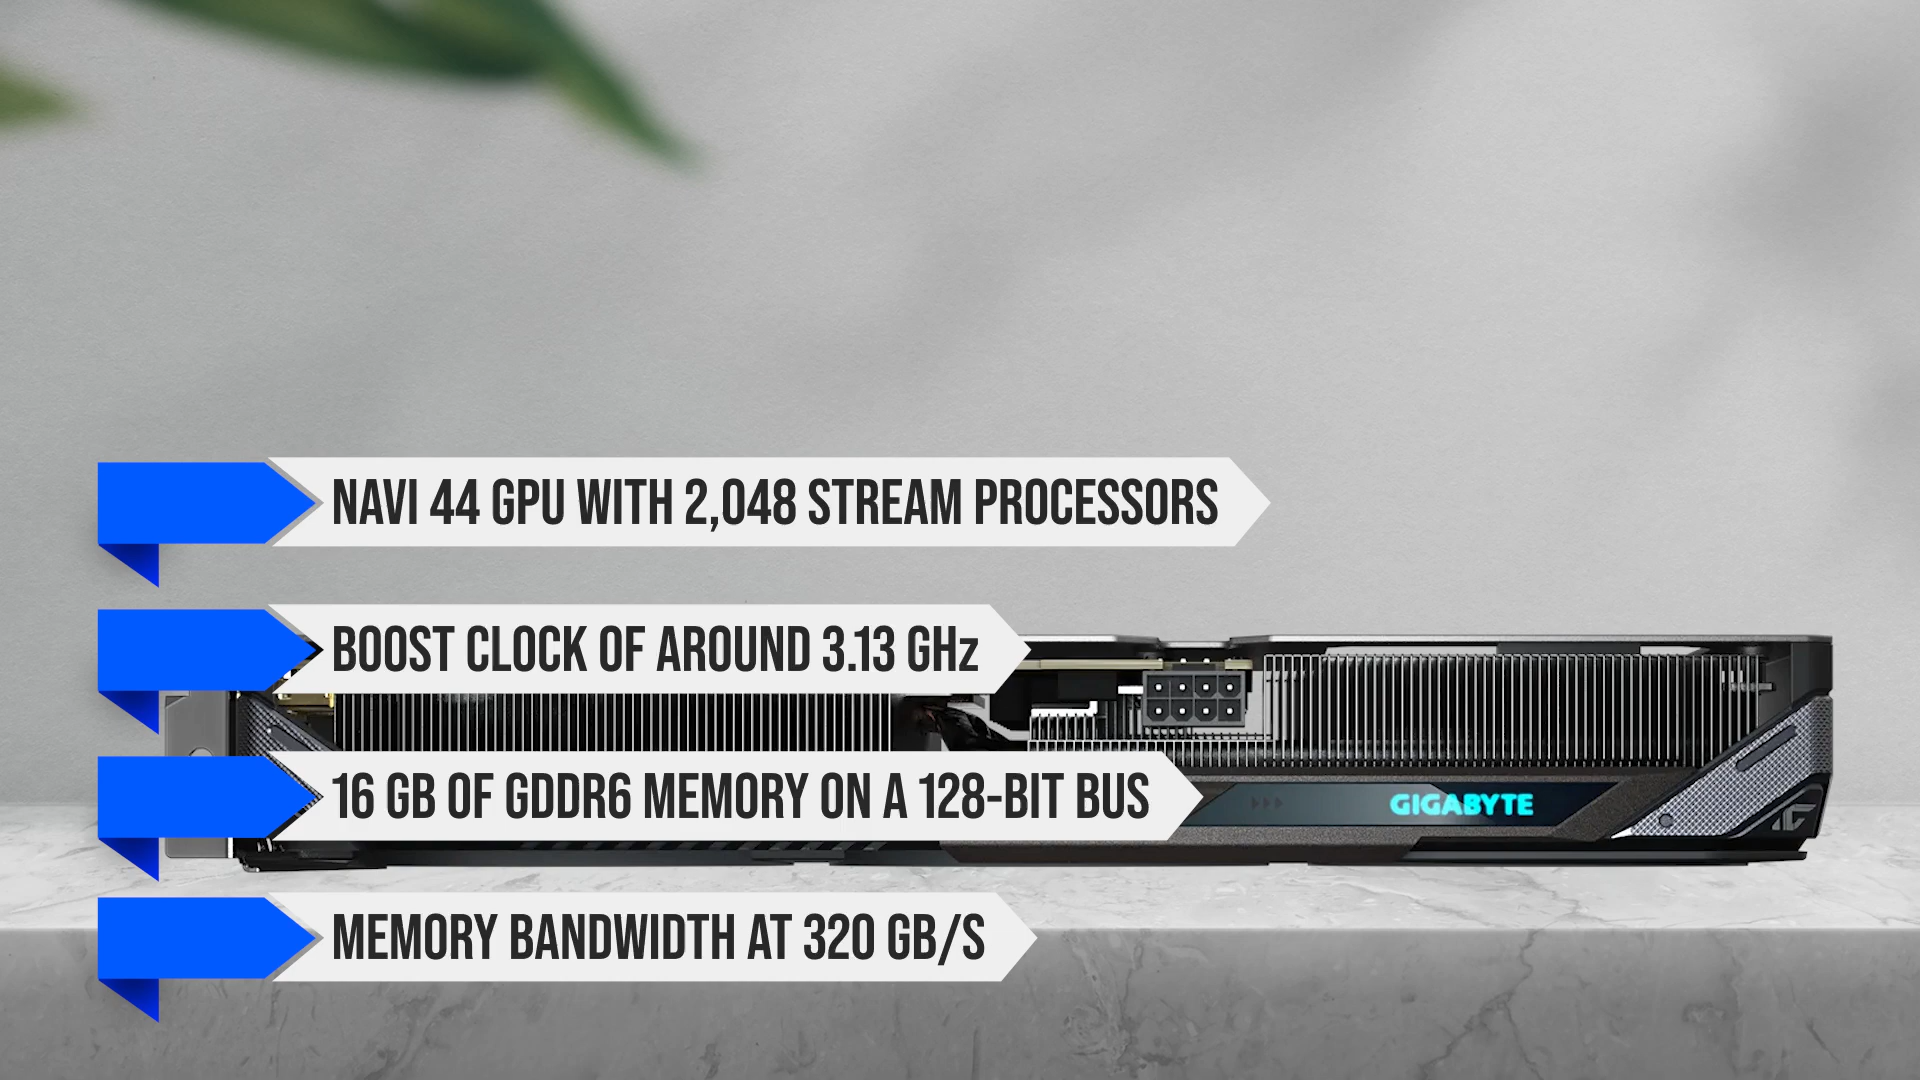 NAVI 44 GPU WITH 2,048 STREAM PROCESSORS
BOOST CLOCK OF AROUND 3.13 GHz
16 GB OF GDDR6 MEMORY ON A 128-BIT BUS
GIGABYTE
MEMORY BANDWIDTH AT 320 GB/S